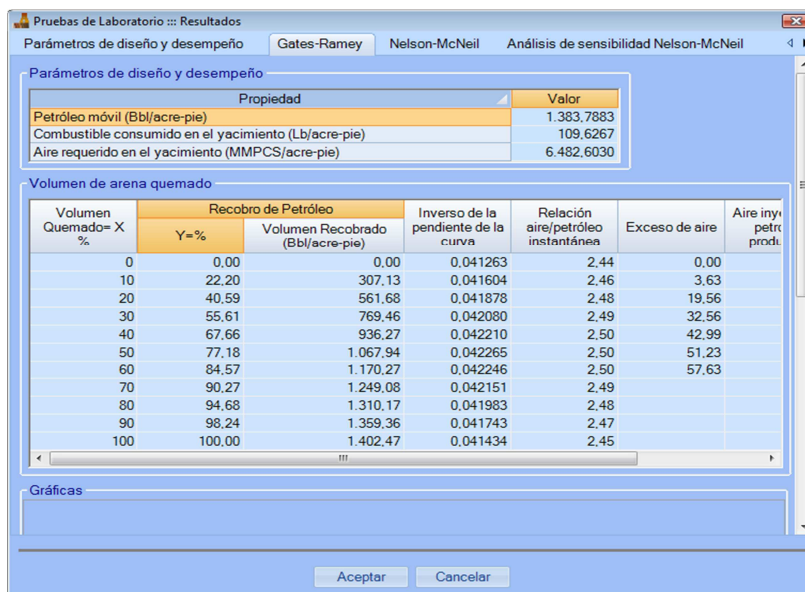 Pruebas de Laboratorio ::: Resultados
Parámetros de diseño y desempeño Gates-Ramey Nelson-McNeil Análisis de sensibilidad Nelson-McNeil
Parámetros de diseño y desempeño
Propiedad Valor
Petróleo móvil (Bbl/acre-pie) 1.383,7883
Combustible consumido en el yacimiento (Lb/acre-pie) 109,6267
Aire requerido en el yacimiento (MMPCS/acre-pie) 6.482,6030
Volumen de arena quemado
Volumen Quemado= X % Recobro de Petróleo Y=% Volumen Recobrado (Bbl/acre-pie) Inverso de la pendiente de la curva Relación aire/petróleo instantánea Exceso de aire Aire
0 0,00 0,00 0,041263 2,44 0,00
10 22,20 307,13 0,041604 2,46 3,63
20 40,59 561,68 0,041878 2,48 19,56
30 55,61 769,46 0,042080 2,49 32,56
40 67,66 936,27 0,042210 2,50 42,99
50 77,18 1.067,94 0,042265 2,50 51,23
60 84,57 1.170,27 0,042246 2,50 57,63
70 90,27 1.249,08 0,042151 2,49
80 94,68 1.310,17 0,041983 2,48
90 98,24 1.359,36 0,041743 2,47
100 100,00 1.402,47 0,041434 2,45
Gráficas
Aceptar Cancelar